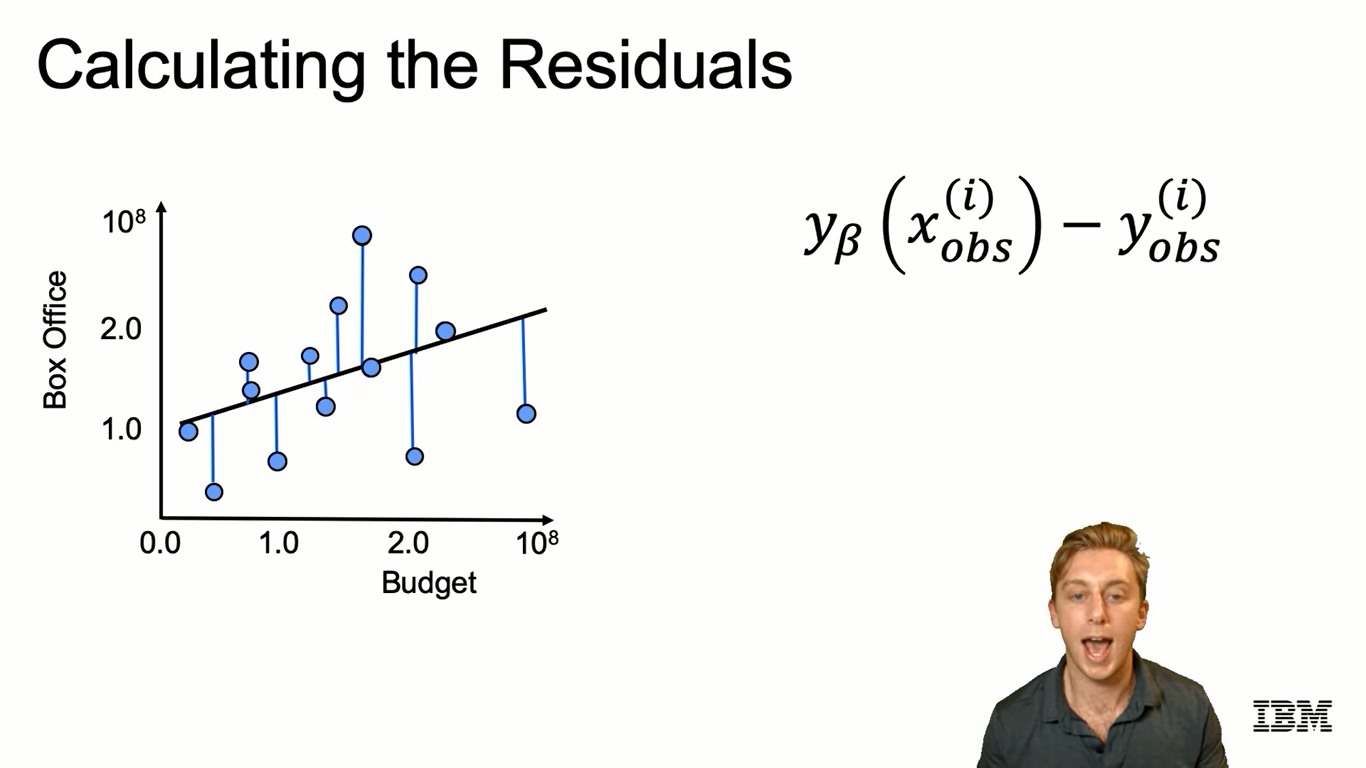 Calculating the Residuals
10⁸
2.0
1.0
Box Office
0.0 1.0 2.0 10⁸
Budget
y_β (x_obs^(i)) − y_obs^(i)
IBM